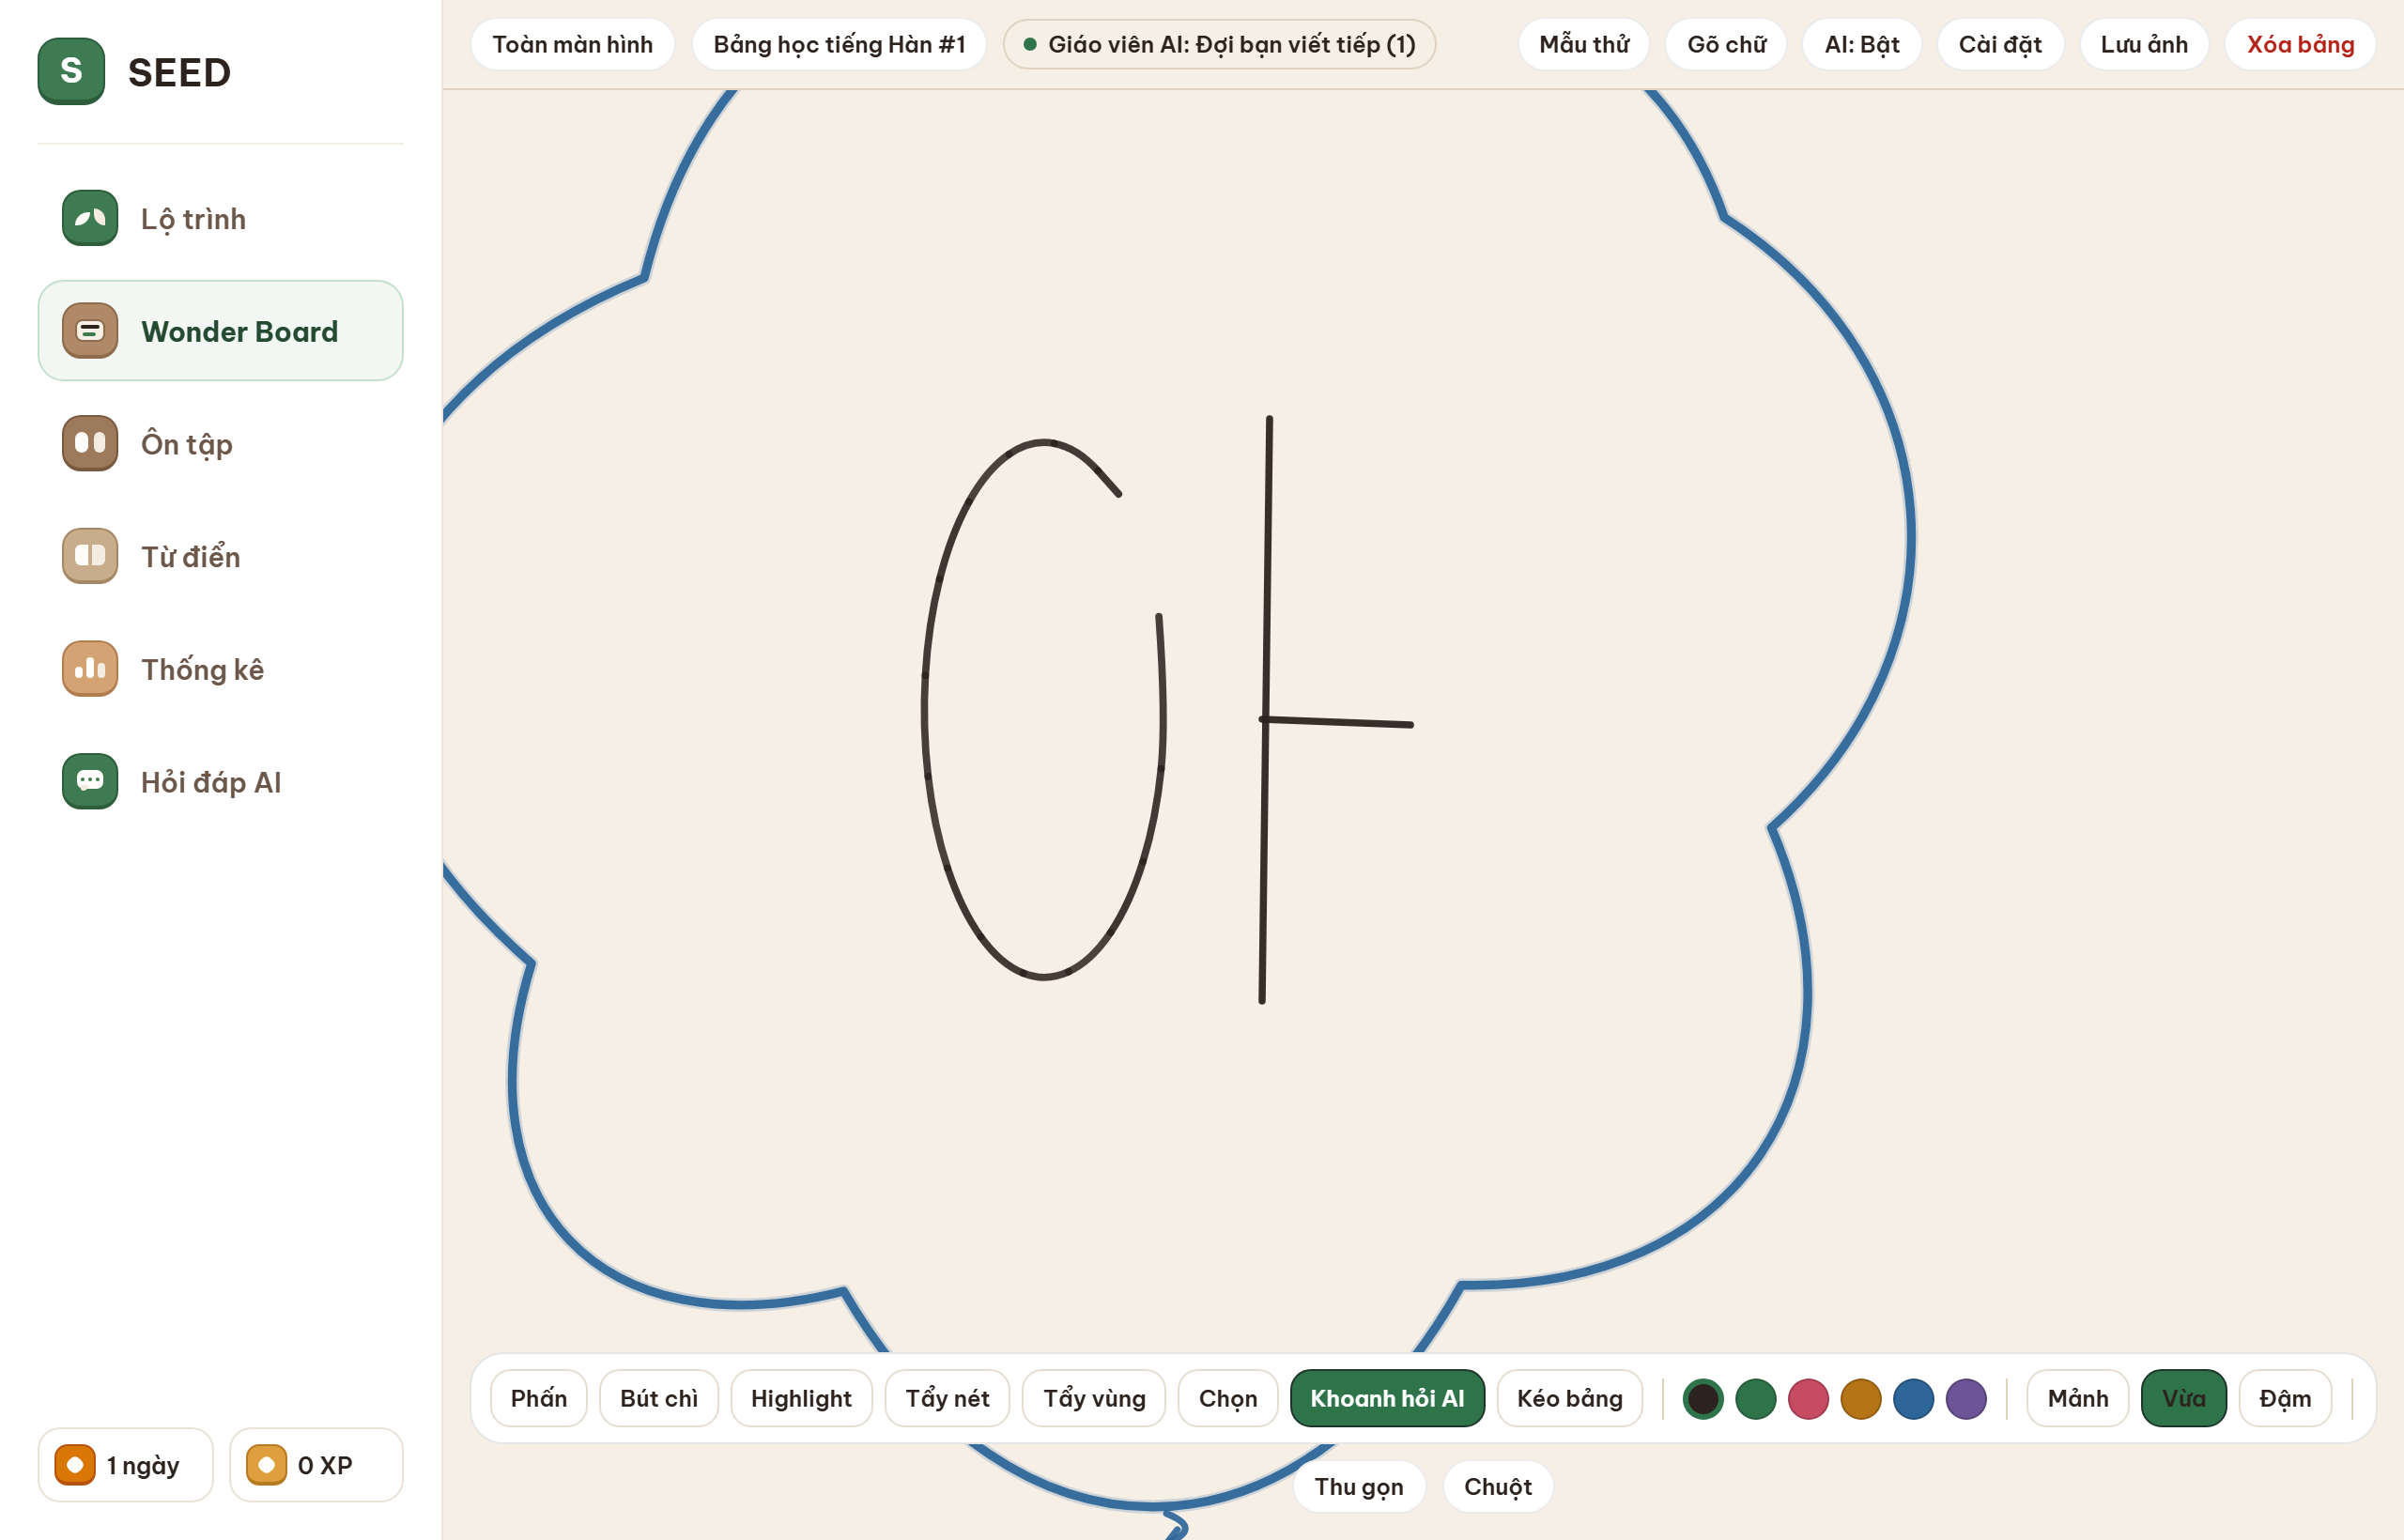 S SEED
Toàn màn hình Bảng học tiếng Hàn #1 Giáo viên AI: Đợi bạn viết tiếp (1) Mẫu thử Gõ chữ AI: Bật Cài đặt Lưu ảnh Xóa bảng
Lộ trình
Wonder Board
Ôn tập
Từ điển
Thống kê
Hỏi đáp AI
아
Phấn Bút chì Highlight Tẩy nét Tẩy vùng Chọn Khoanh hỏi AI Kéo bảng Mảnh Vừa Đậm
1 ngày 0 XP
Thu gọn Chuột